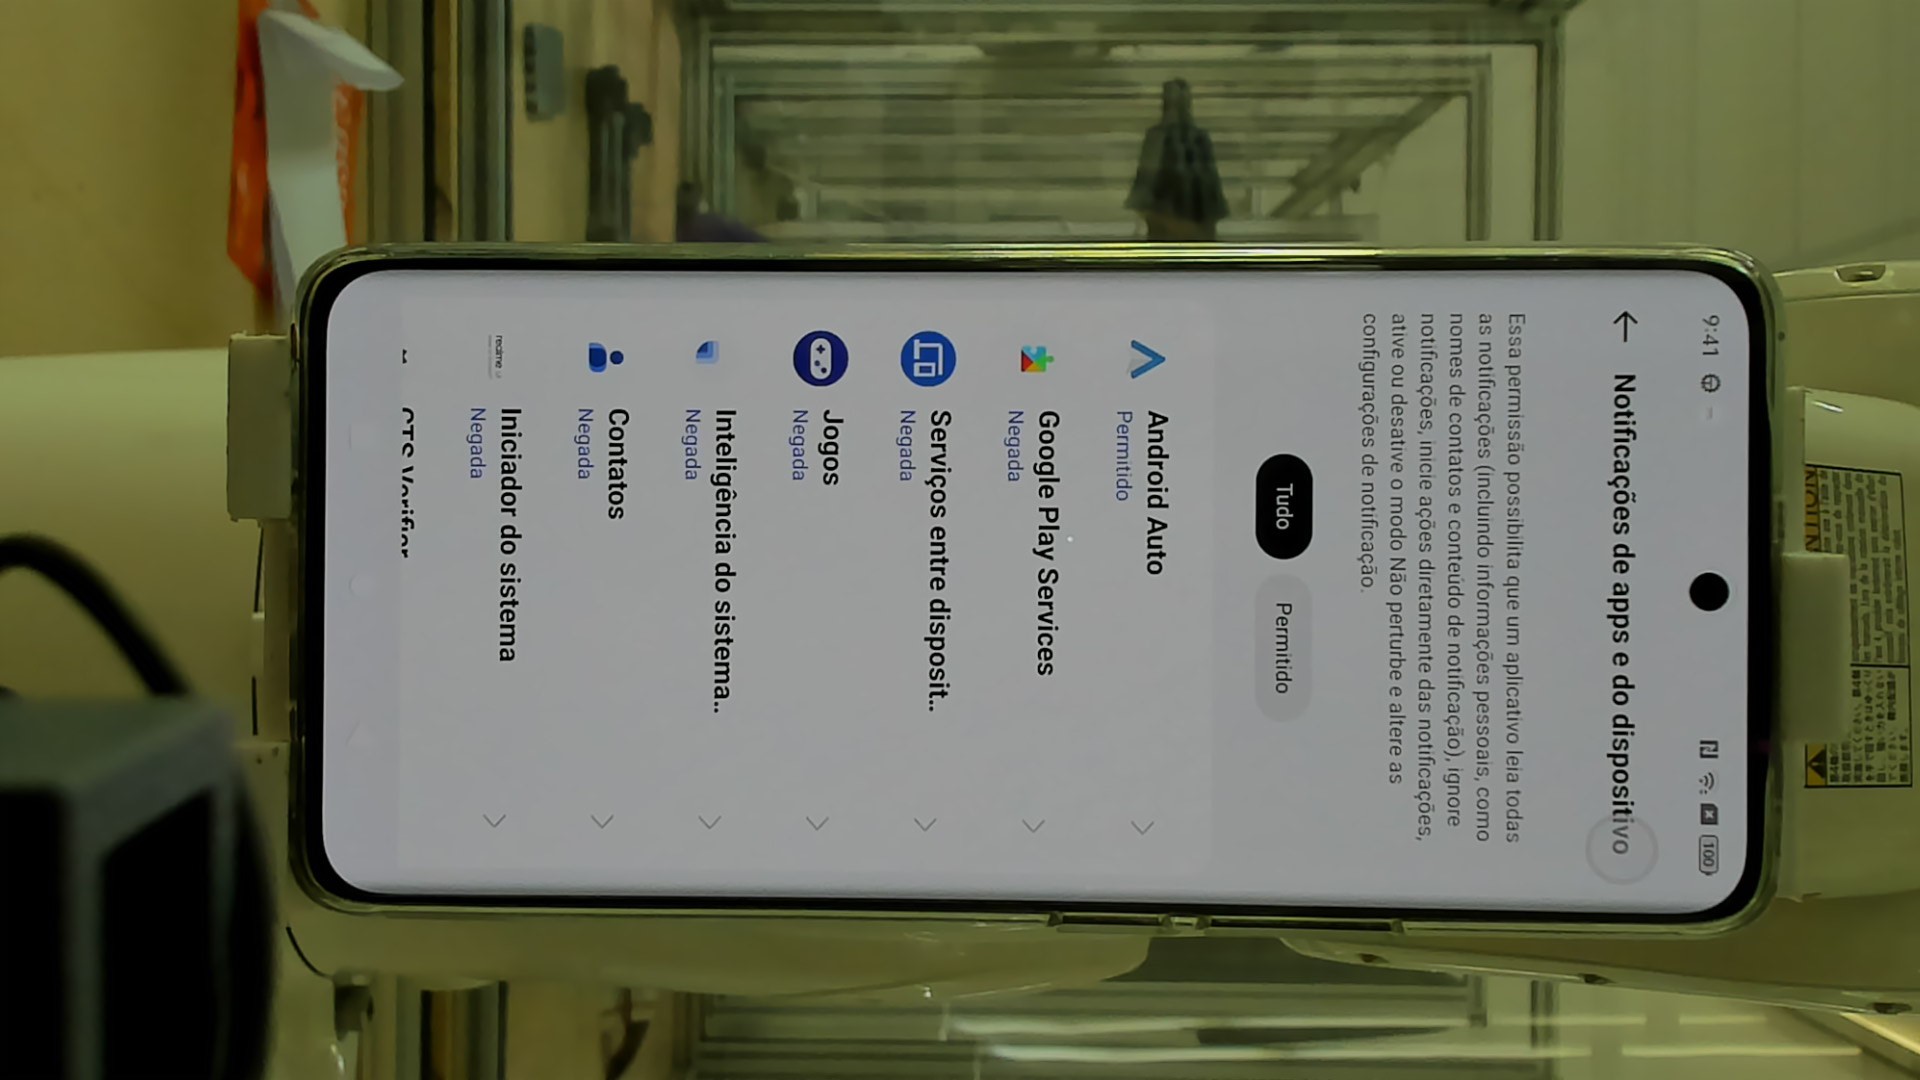 9:41
100
Notificações de apps e do dispositivo
Essa permissão possibilita que um aplicativo leia todas
as notificações (incluindo informações pessoais, como
nomes de contatos e conteúdo de notificação), ignore
notificações, inicie ações diretamente das notificações,
ative ou desative o modo Não perturbe e altere as
configurações de notificação.
Tudo
Permitido
Android Auto
Permitido
Google Play Services
Negada
Serviços entre disposit..
Negada
Jogos
Negada
Inteligência do sistema..
Negada
Contatos
Negada
realme UI
Iniciador do sistema
Negada
CTS Verifier